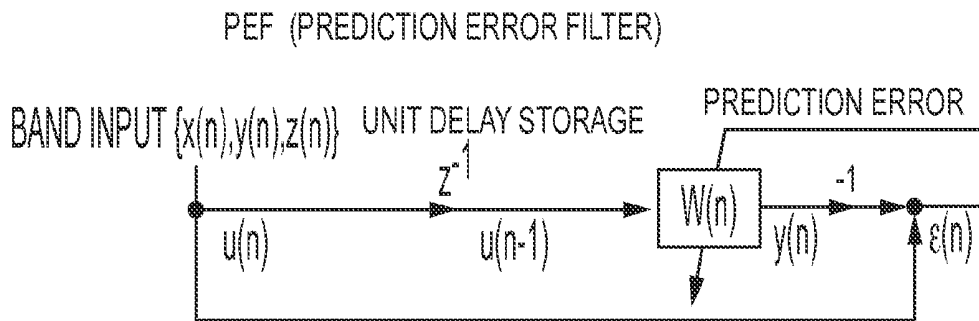 PEF (PREDICTION ERROR FILTER)
BAND INPUT {x(n),y(n),z(n)}
UNIT DELAY STORAGE
PREDICTION ERROR
z-1
W(n)
-1
u(n)
u(n-1)
y(n)
ε(n)